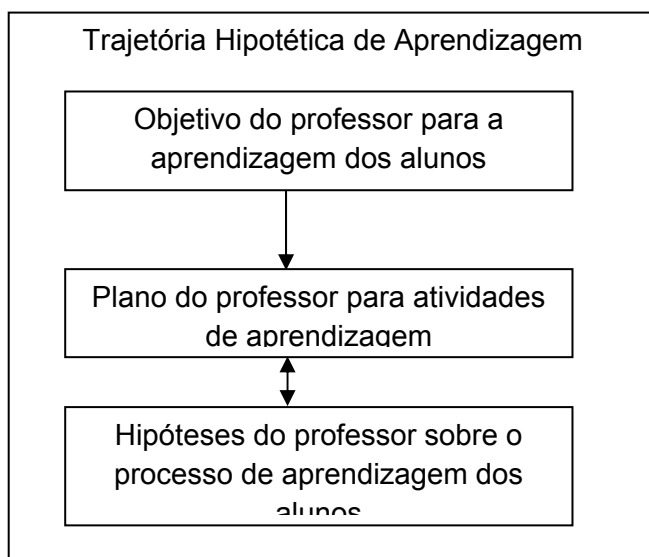 Trajetória Hipotética de Aprendizagem
Objetivo do professor para a
aprendizagem dos alunos
Plano do professor para atividades
de aprendizagem
Hipóteses do professor sobre o
processo de aprendizagem dos
alunos